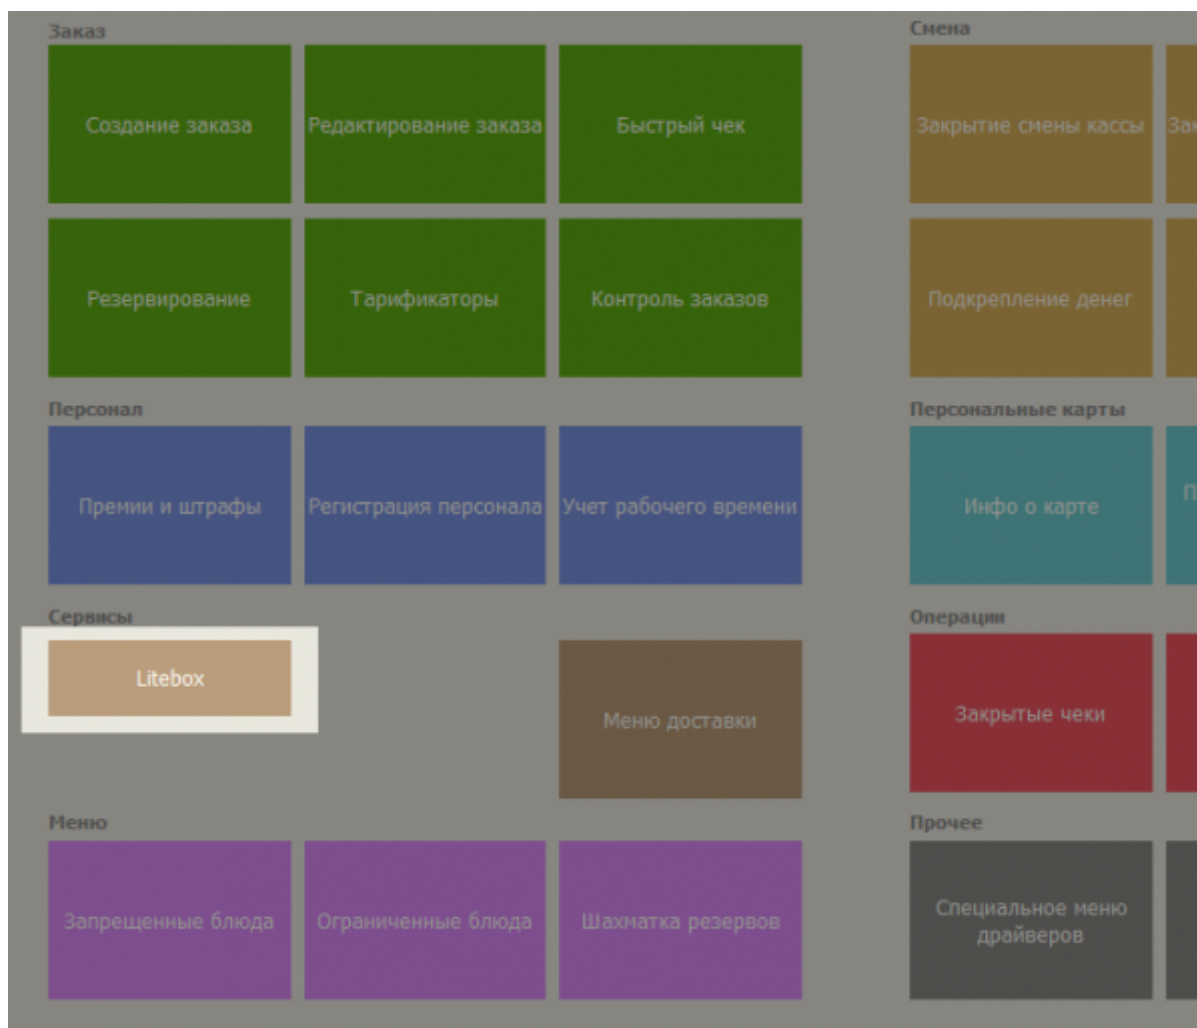 Заказ
Создание заказа
Редактирование заказа
Быстрый чек
Резервирование
Тарификаторы
Контроль заказов
Персонал
Премии и штрафы
Регистрация персонала
Учет рабочего времени
Сервисы
Litebox
Меню доставки
Меню
Запрещенные блюда
Ограниченные блюда
Шахматка резервов
Смена
Закрытие смены кассы
Подкрепление денег
Персональные карты
Инфо о карте
Операции
Закрытые чеки
Прочее
Специальное меню
драйверов